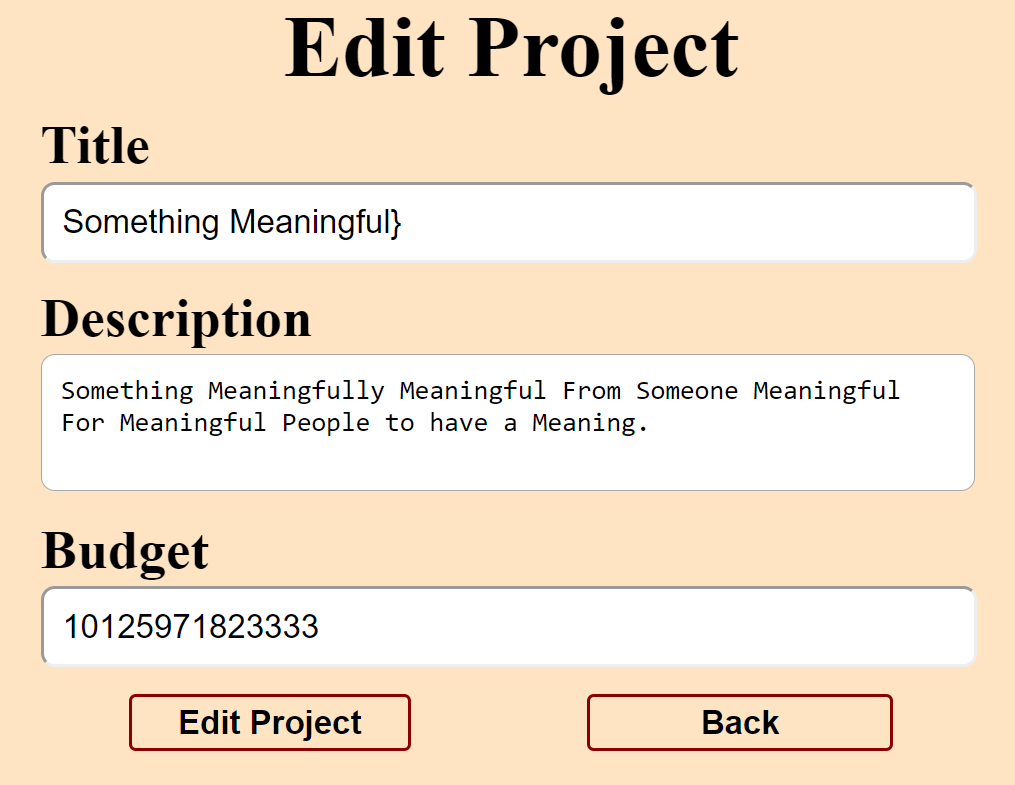 Edit Project
Title
Something Meaningful}
Description
Something Meaningfully Meaningful From Someone Meaningful
For Meaningful People to have a Meaning.
Budget
10125971823333
Edit Project
Back